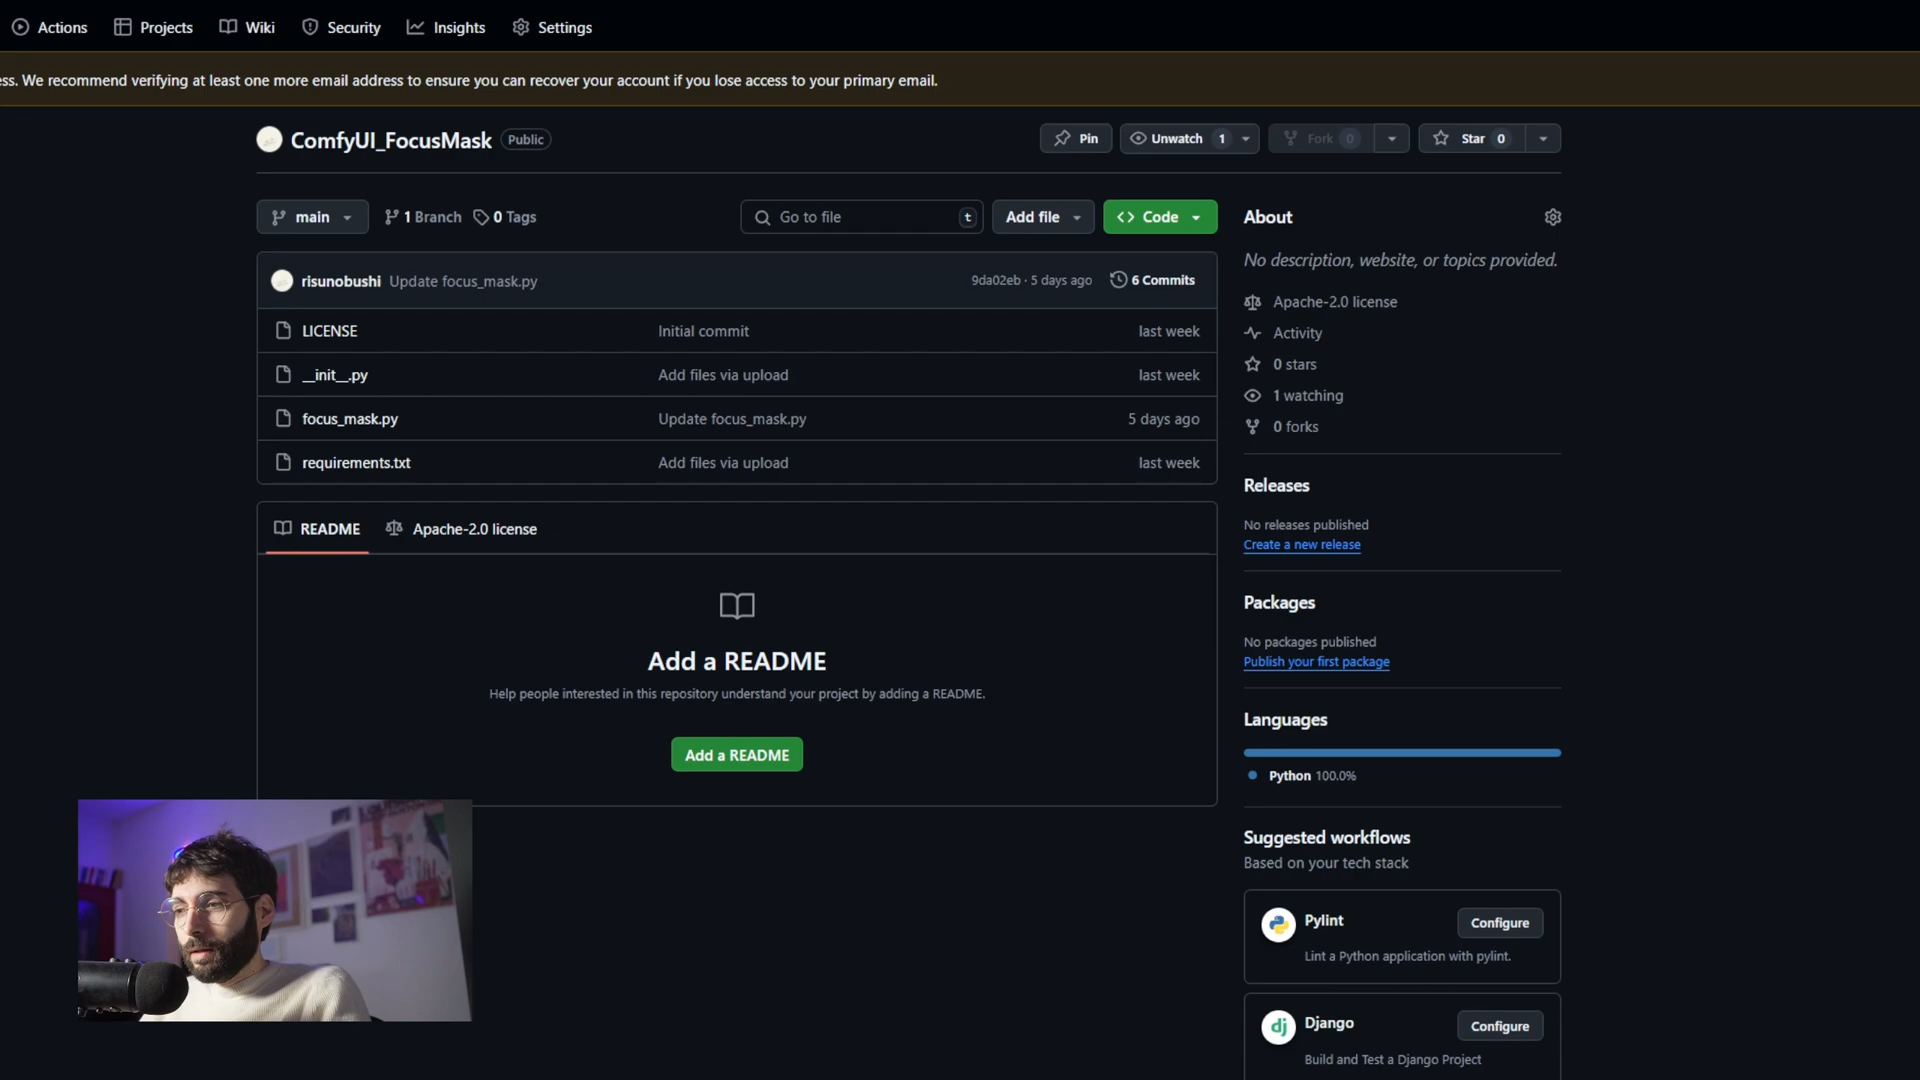 Actions Projects Wiki Security Insights Settings
ss. We recommend verifying at least one more email address to ensure you can recover your account if you lose access to your primary email.
ComfyUI_FocusMask Public
Pin Unwatch 1 Fork 0 Star 0
main 1 Branch 0 Tags Go to file t Add file <> Code
risunobushi Update focus_mask.py 9da02eb · 5 days ago 6 Commits
LICENSE Initial commit last week
__init__.py Add files via upload last week
focus_mask.py Update focus_mask.py 5 days ago
requirements.txt Add files via upload last week
README Apache-2.0 license
Add a README
Help people interested in this repository understand your project by adding a README.
Add a README
About
No description, website, or topics provided.
Apache-2.0 license
Activity
0 stars
1 watching
0 forks
Releases
No releases published
Create a new release
Packages
No packages published
Publish your first package
Languages
Python 100.0%
Suggested workflows
Based on your tech stack
Pylint Configure
Lint a Python application with pylint.
dj Django Configure
Build and Test a Django Project